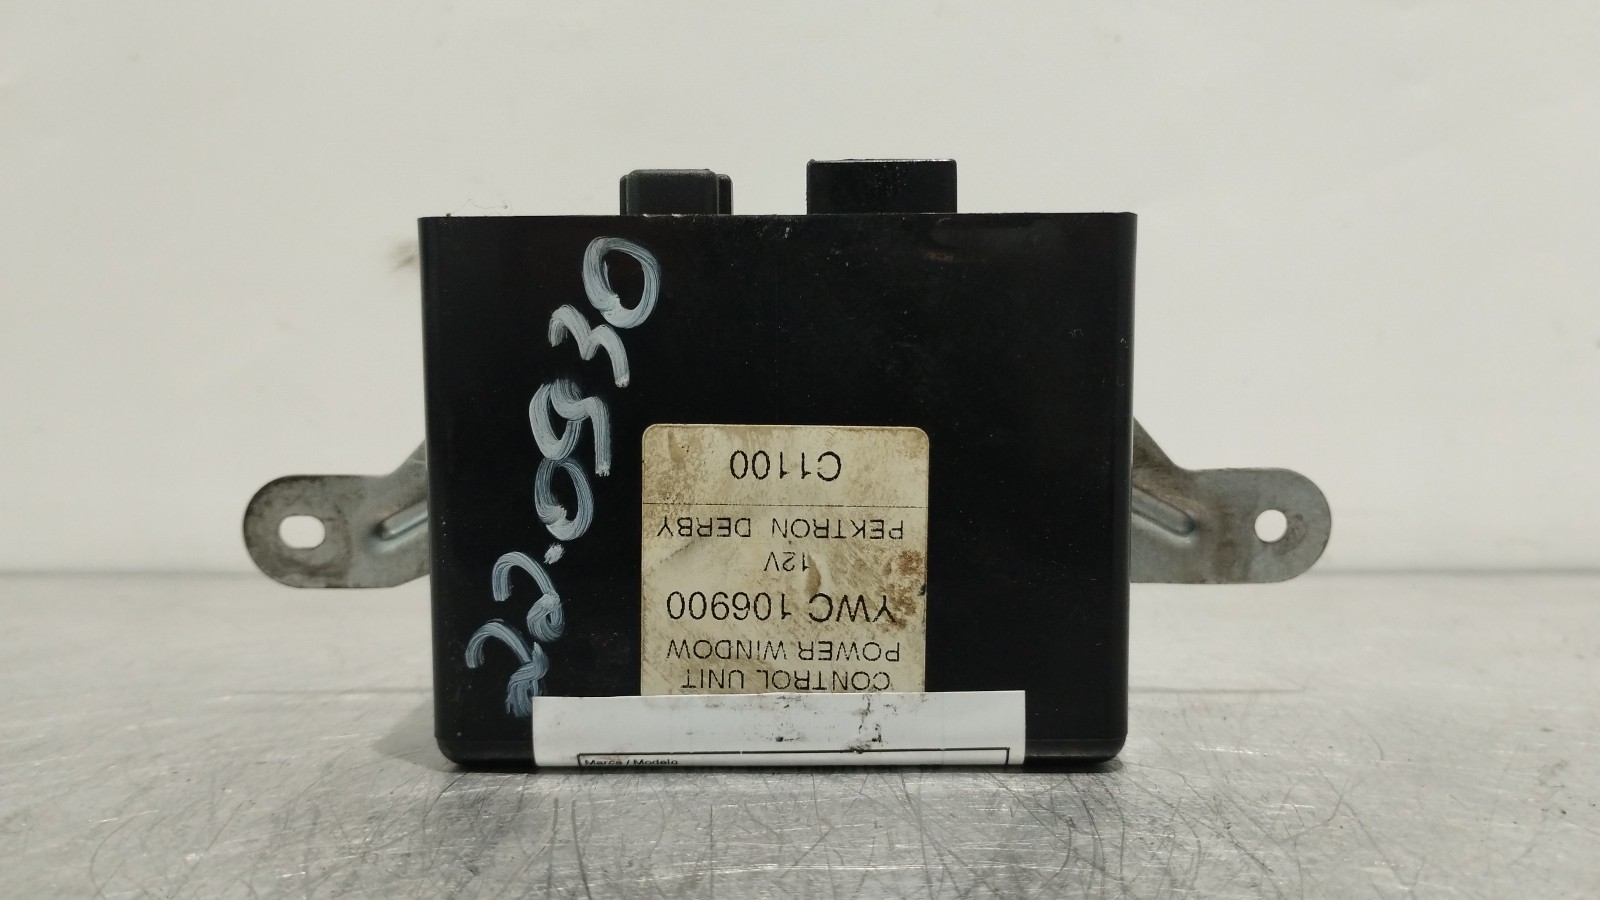 22.0930
CONTROL UNIT
POWER WINDOW
YWC 106900
12V
PEKTRON DERBY
C1100
Marca / Modelo